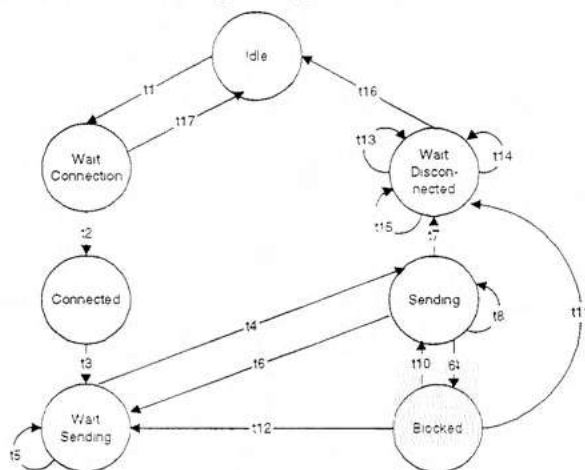 Idle
t1
t17
t16
Wait
Connection
t13
t14
Wait
Discon-
nected
t15
t2
t7
Connected
Sending
t8
t4
t3
t6
t10
t11
Wait
Sending
t12
Blocked
t5